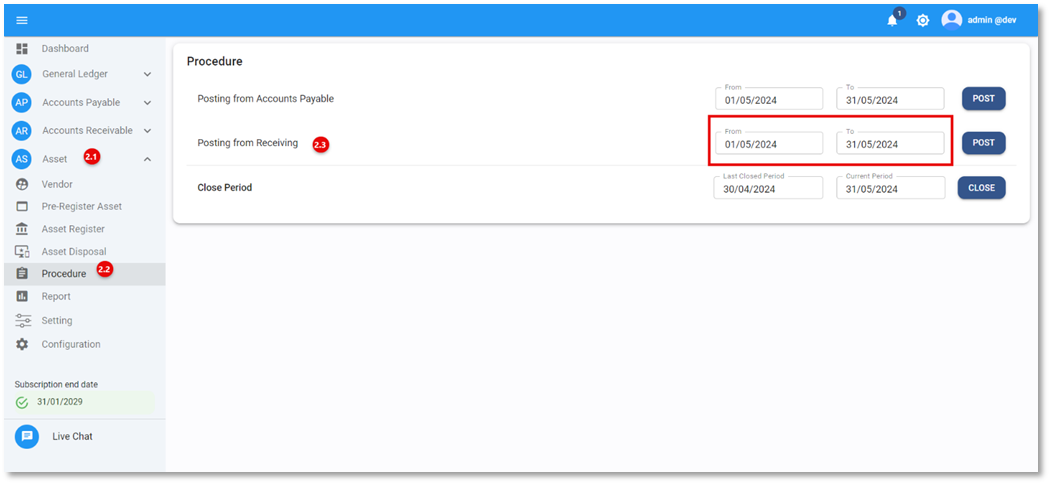 1
admin @dev
Dashboard
GL General Ledger
AP Accounts Payable
AR Accounts Receivable
AS Asset 2.1
Vendor
Pre-Register Asset
Asset Register
Asset Disposal
Procedure 2.2
Report
Setting
Configuration
Subscription end date
31/01/2029
Live Chat
Procedure
From To
Posting from Accounts Payable 01/05/2024 31/05/2024 POST
From To
Posting from Receiving 2.3 01/05/2024 31/05/2024 POST
Last Closed Period Current Period
Close Period 30/04/2024 31/05/2024 CLOSE